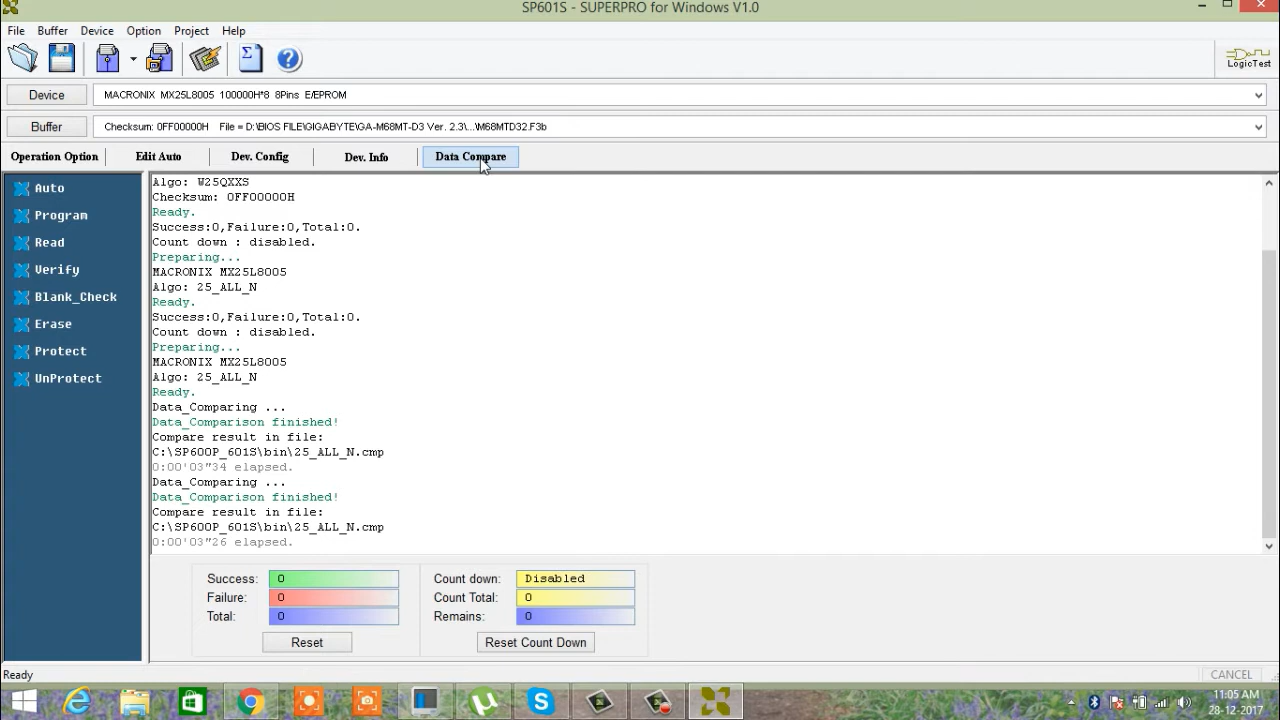 SP601S - SUPERPRO for Windows V1.0
File Buffer Device Option Project Help
LogicTest
Device MACRONIX MX25L8005 100000H*8 8Pins E/EPROM
Buffer Checksum: 0FF00000H File = D:\BIOS FILE\GIGABYTE\GA-M68MT-D3 Ver. 2.3\...\M68MTD32.F3b
Operation Option Edit Auto Dev. Config Dev. Info Data Compare
Auto
Program
Read
Verify
Blank_Check
Erase
Protect
UnProtect
Algo: W25QXXS
Checksum: 0FF00000H
Ready.
Success:0,Failure:0,Total:0.
Count down : disabled.
Preparing...
MACRONIX MX25L8005
Algo: 25_ALL_N
Ready.
Success:0,Failure:0,Total:0.
Count down : disabled.
Preparing...
MACRONIX MX25L8005
Algo: 25_ALL_N
Ready.
Data_Comparing ...
Data_Comparison finished!
Compare result in file:
C:\SP600P_601S\bin\25_ALL_N.cmp
0:00'03"34 elapsed.
Data_Comparing ...
Data_Comparison finished!
Compare result in file:
C:\SP600P_601S\bin\25_ALL_N.cmp
0:00'03"26 elapsed.
Success: 0 Count down: Disabled
Failure: 0 Count Total: 0
Total: 0 Remains: 0
Reset Reset Count Down
Ready CANCEL
11:05 AM
28-12-2017